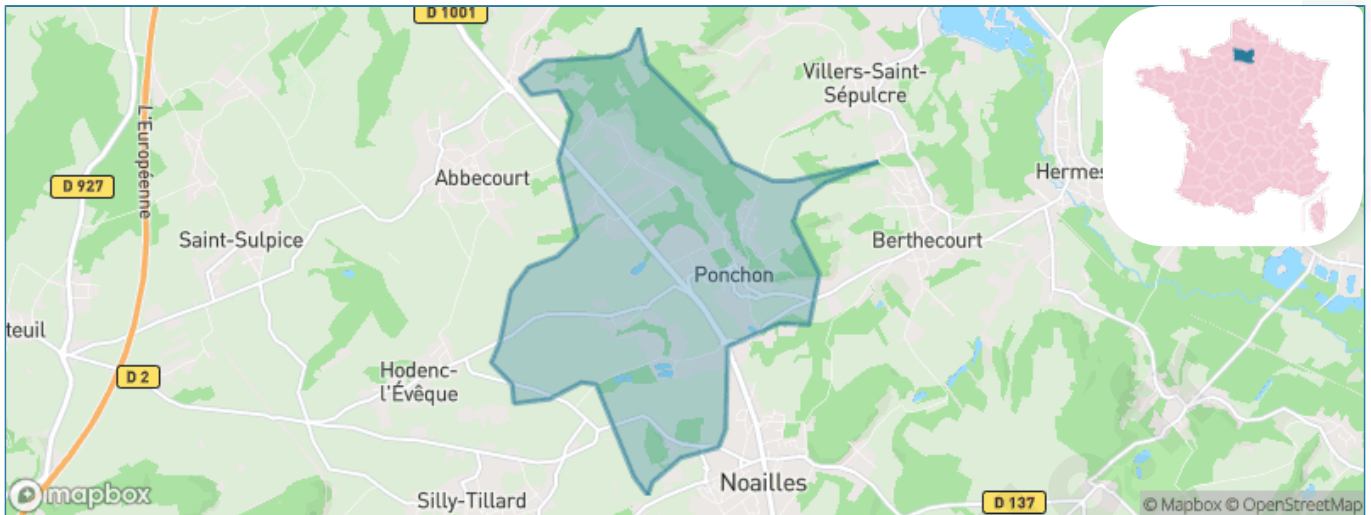 D 1001
Villers-Saint-
Sépulcre
L'Européenne
D 927
Abbecourt
Hermes
Saint-Sulpice
Berthecourt
Ponchon
teuil
D 2
Hodenc-
l'Évêque
Noailles
Silly-Tillard
D 137
mapbox
© Mapbox © OpenStreetMap